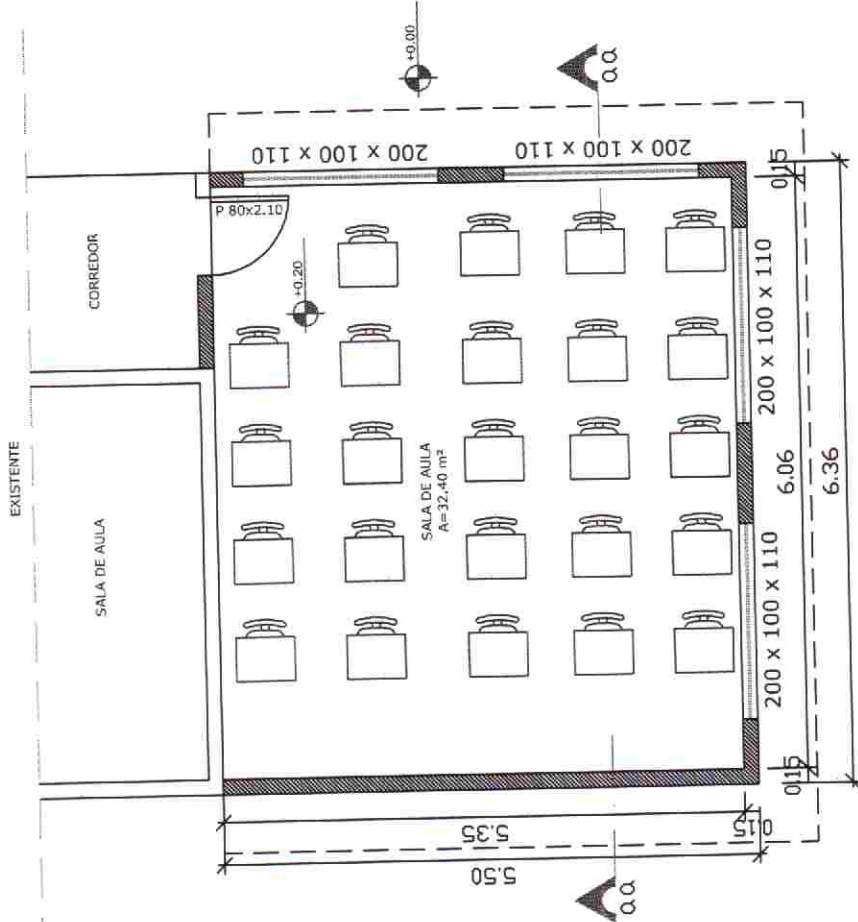 EXISTENTE
CORREDOR
SALA DE AULA
P 80x2.10
+0.00
+0.20
200 x 100 x 110
200 x 100 x 110
SALA DE AULA
A=32,40 m²
aa
aa
200 x 100 x 110
200 x 100 x 110
0.15
6.06
0.15
6.36
5.35
0.15
5.50